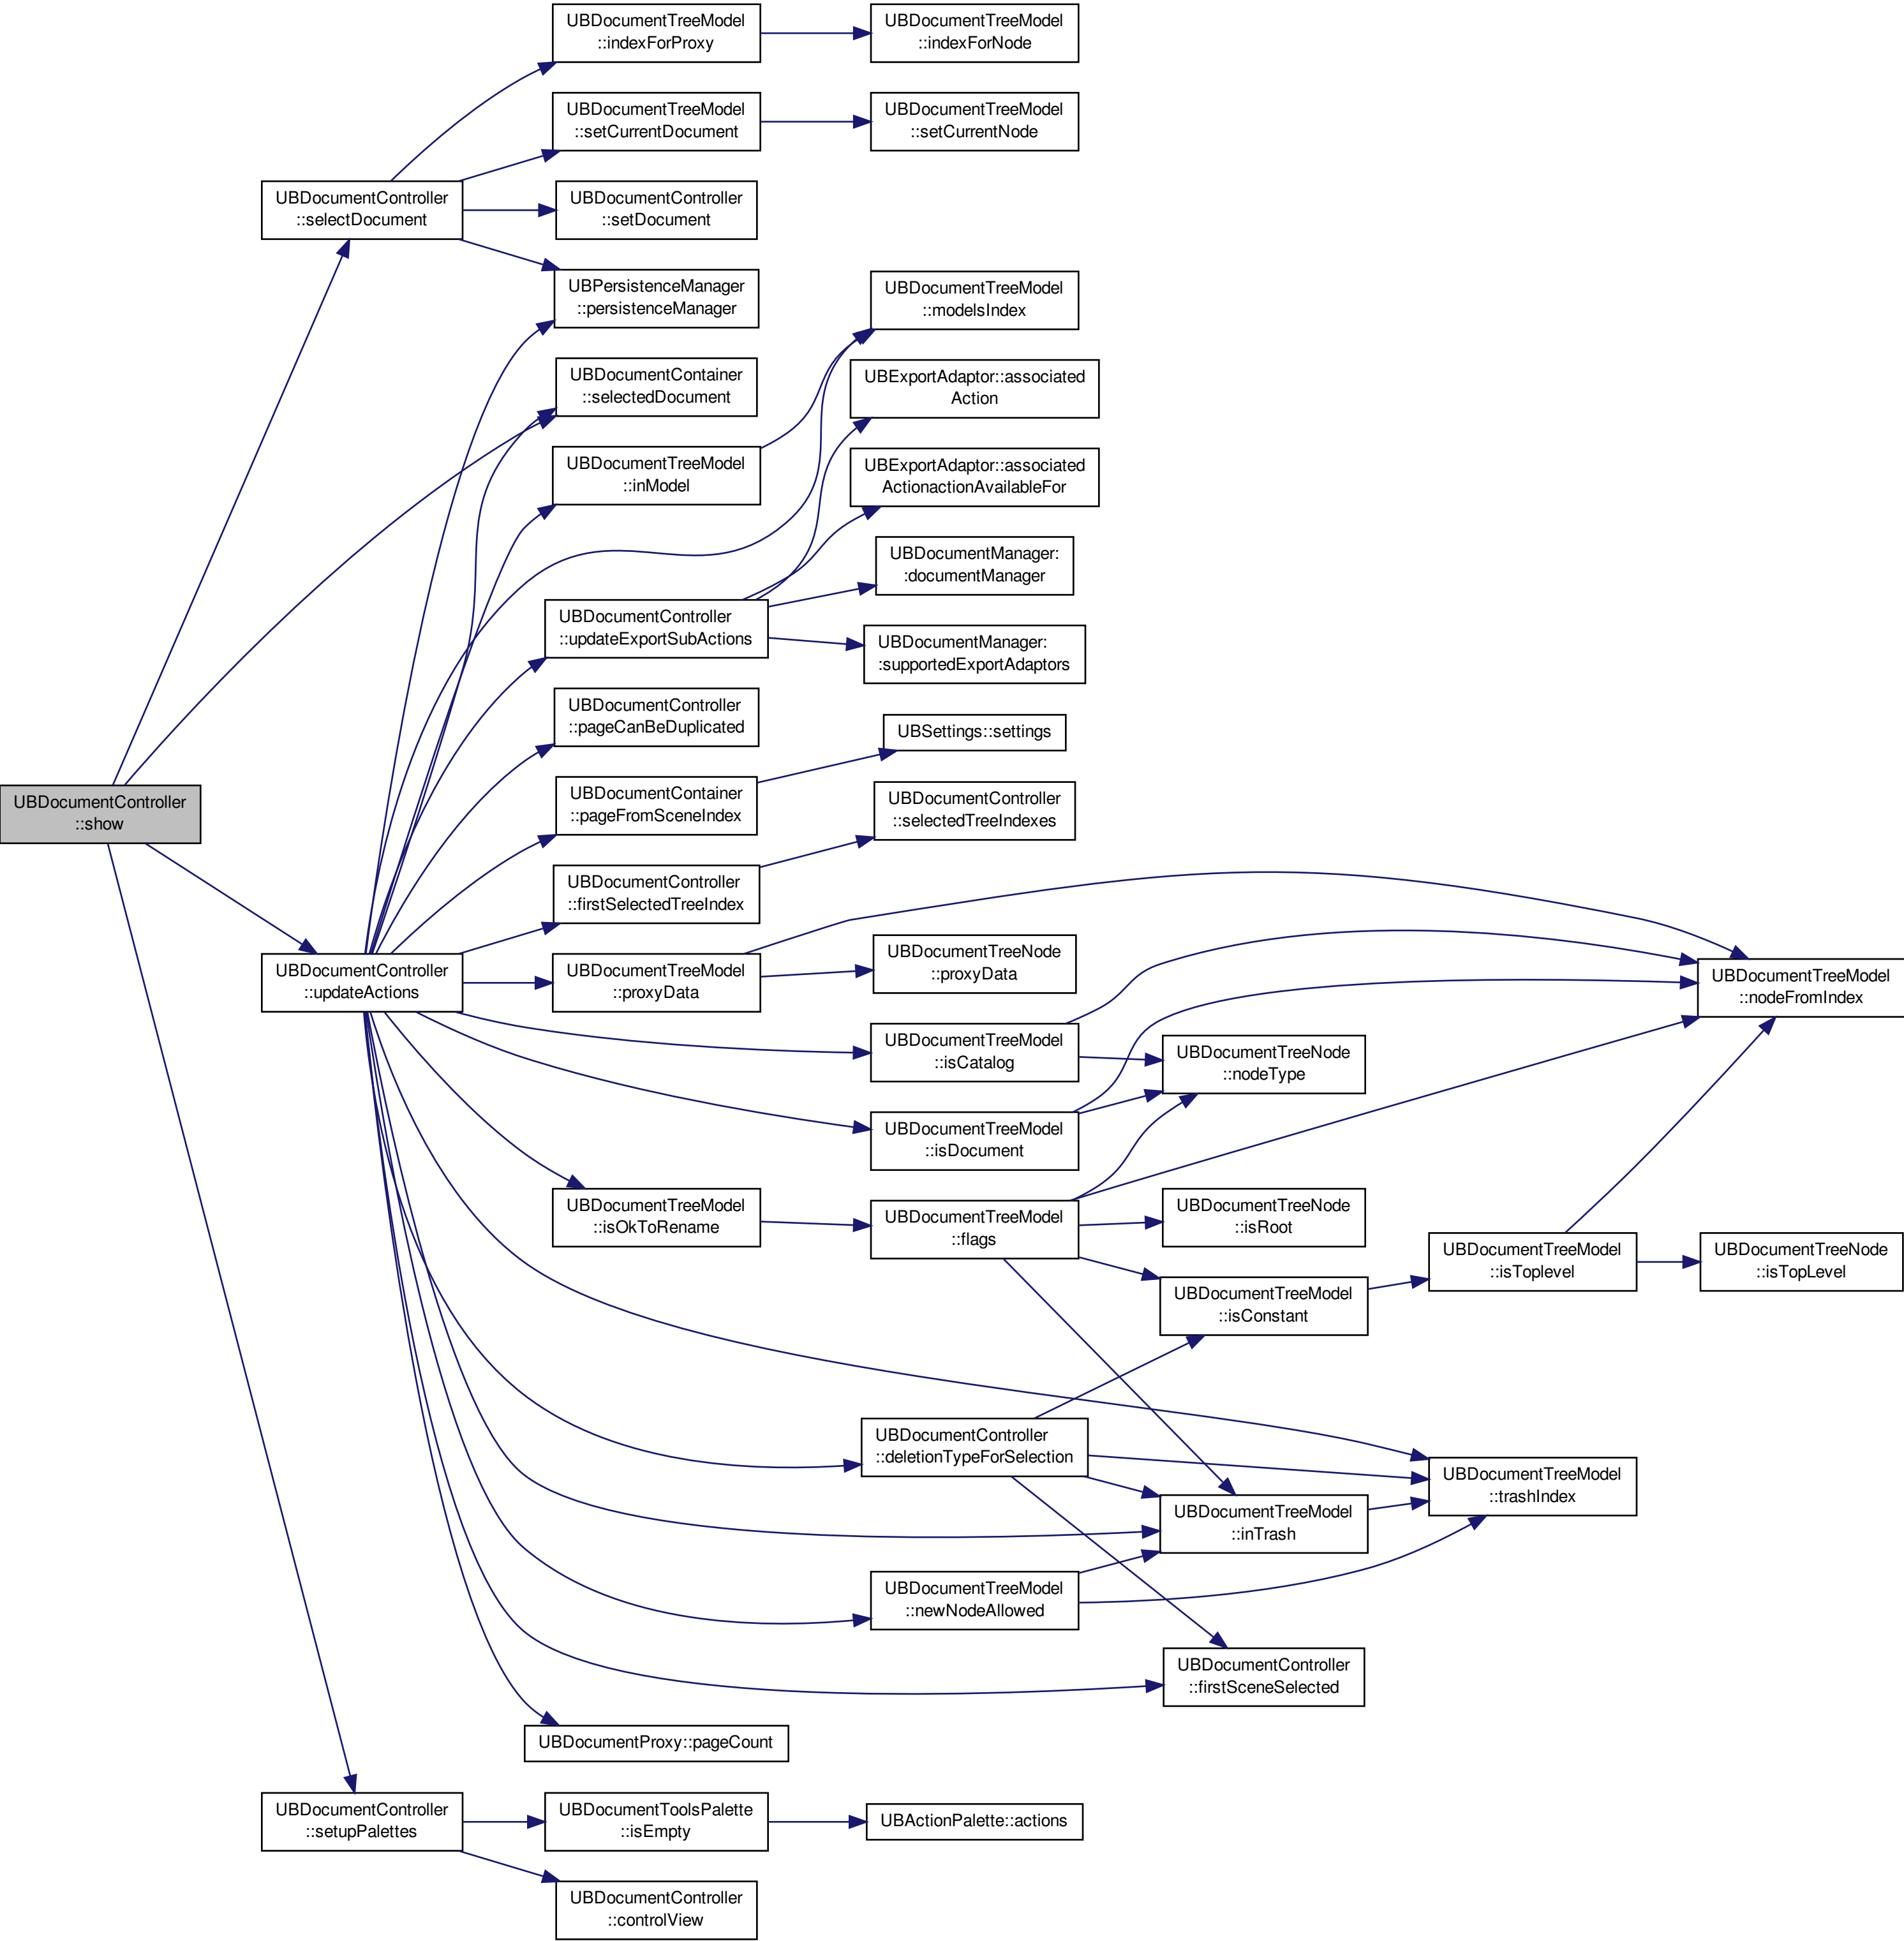 UBDocumentTreeModel
::indexForProxy
UBDocumentTreeModel
::indexForNode
UBDocumentTreeModel
::setCurrentDocument
UBDocumentTreeModel
::setCurrentNode
UBDocumentController
::selectDocument
UBDocumentController
::setDocument
UBPersistenceManager
::persistenceManager
UBDocumentTreeModel
::modelsIndex
UBDocumentContainer
::selectedDocument
UBExportAdaptor::associated
Action
UBDocumentTreeModel
::inModel
UBExportAdaptor::associated
ActionactionAvailableFor
UBDocumentManager:
:documentManager
UBDocumentController
::updateExportSubActions
UBDocumentManager:
:supportedExportAdaptors
UBDocumentController
::pageCanBeDuplicated
UBSettings::settings
UBDocumentController
::show
UBDocumentContainer
::pageFromSceneIndex
UBDocumentController
::selectedTreeIndexes
UBDocumentController
::firstSelectedTreeIndex
UBDocumentController
::updateActions
UBDocumentTreeModel
::proxyData
UBDocumentTreeNode
::proxyData
UBDocumentTreeModel
::nodeFromIndex
UBDocumentTreeModel
::isCatalog
UBDocumentTreeNode
::nodeType
UBDocumentTreeModel
::isDocument
UBDocumentTreeModel
::isOkToRename
UBDocumentTreeModel
::flags
UBDocumentTreeNode
::isRoot
UBDocumentTreeModel
::isToplevel
UBDocumentTreeNode
::isTopLevel
UBDocumentTreeModel
::isConstant
UBDocumentController
::deletionTypeForSelection
UBDocumentTreeModel
::trashIndex
UBDocumentTreeModel
::inTrash
UBDocumentTreeModel
::newNodeAllowed
UBDocumentController
::firstSceneSelected
UBDocumentProxy::pageCount
UBDocumentController
::setupPalettes
UBDocumentToolsPalette
::isEmpty
UBActionPalette::actions
UBDocumentController
::controlView